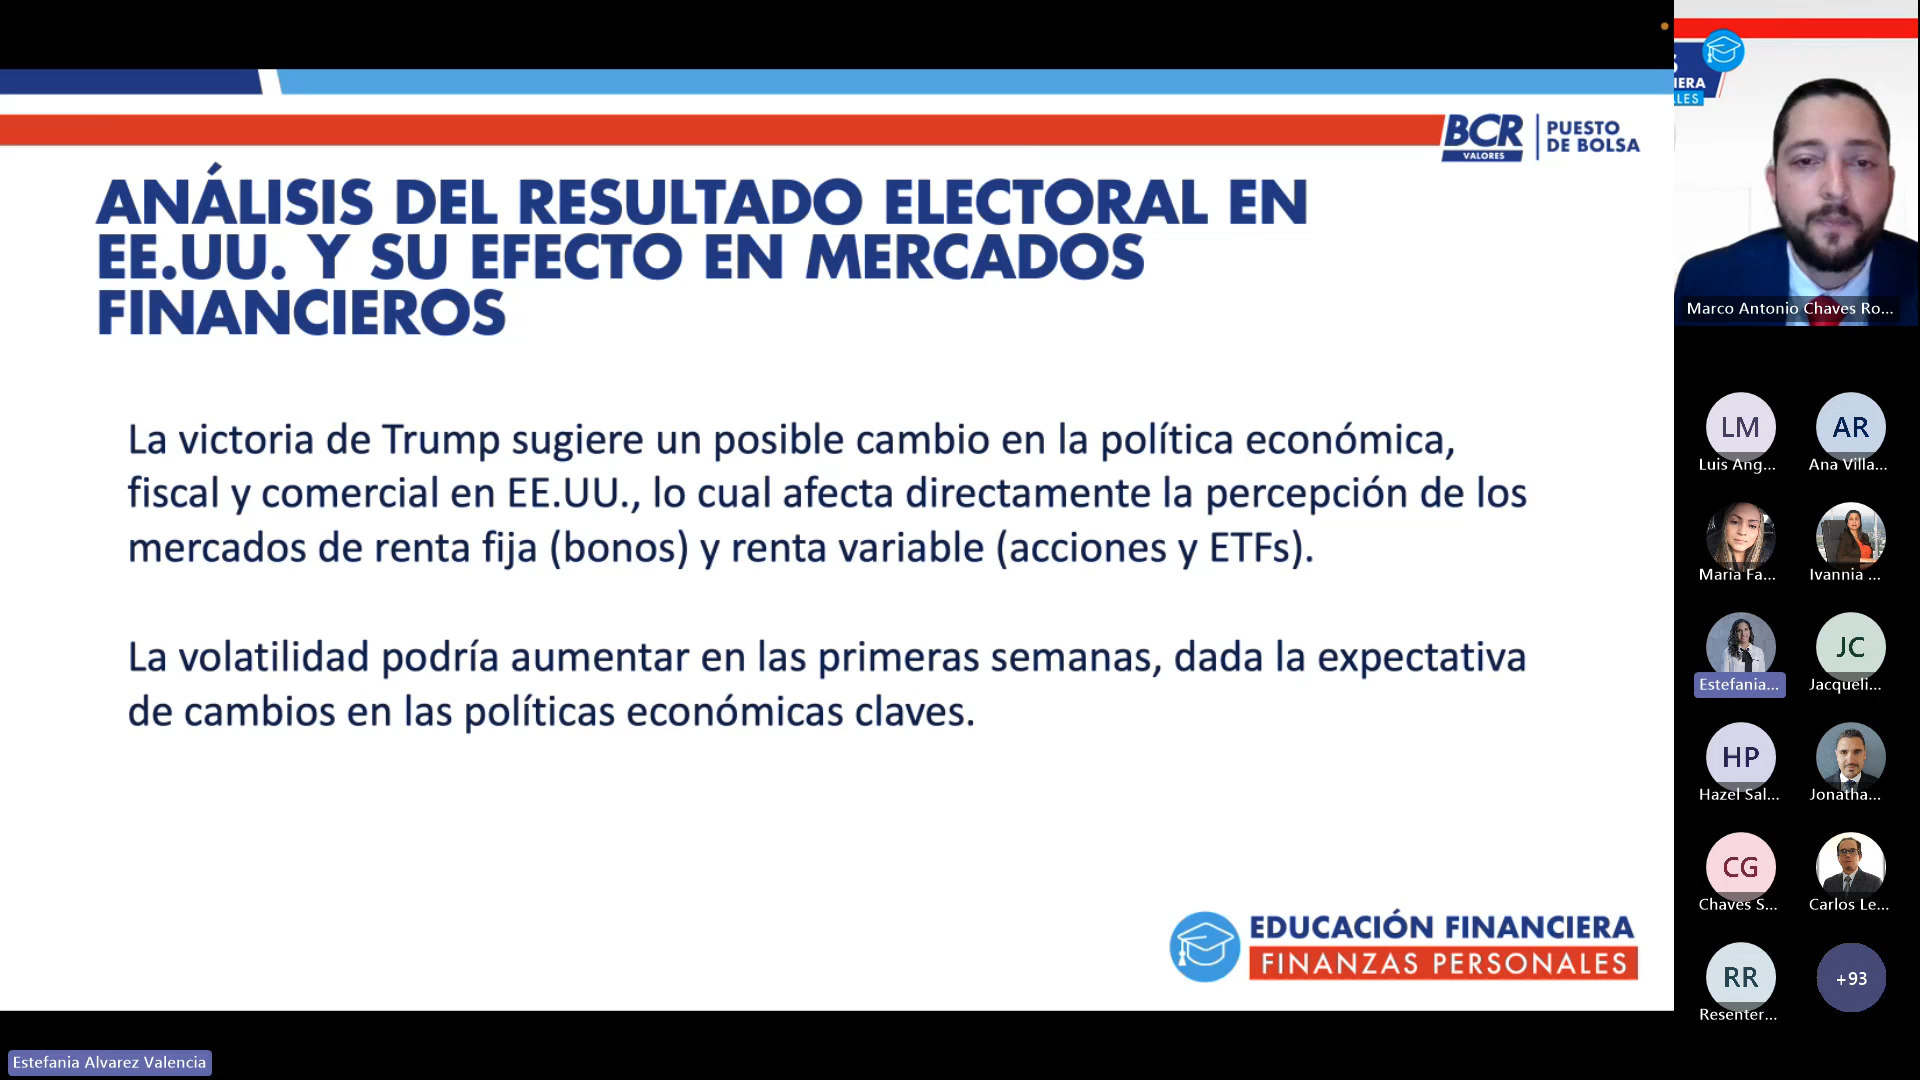 BCR
VALORES
PUESTO
DE BOLSA
ANÁLISIS DEL RESULTADO ELECTORAL EN
EE.UU. Y SU EFECTO EN MERCADOS
FINANCIEROS
La victoria de Trump sugiere un posible cambio en la política económica,
fiscal y comercial en EE.UU., lo cual afecta directamente la percepción de los
mercados de renta fija (bonos) y renta variable (acciones y ETFs).
La volatilidad podría aumentar en las primeras semanas, dada la expectativa
de cambios en las políticas económicas claves.
EDUCACIÓN FINANCIERA
FINANZAS PERSONALES
Estefania Alvarez Valencia
Marco Antonio Chaves Ro...
LM
Luis Ang...
AR
Ana Villa...
Maria Fa...
Ivannia ...
Estefania...
JC
Jacqueli...
HP
Hazel Sal...
Jonatha...
CG
Chaves S...
Carlos Le...
RR
Resenter...
+93